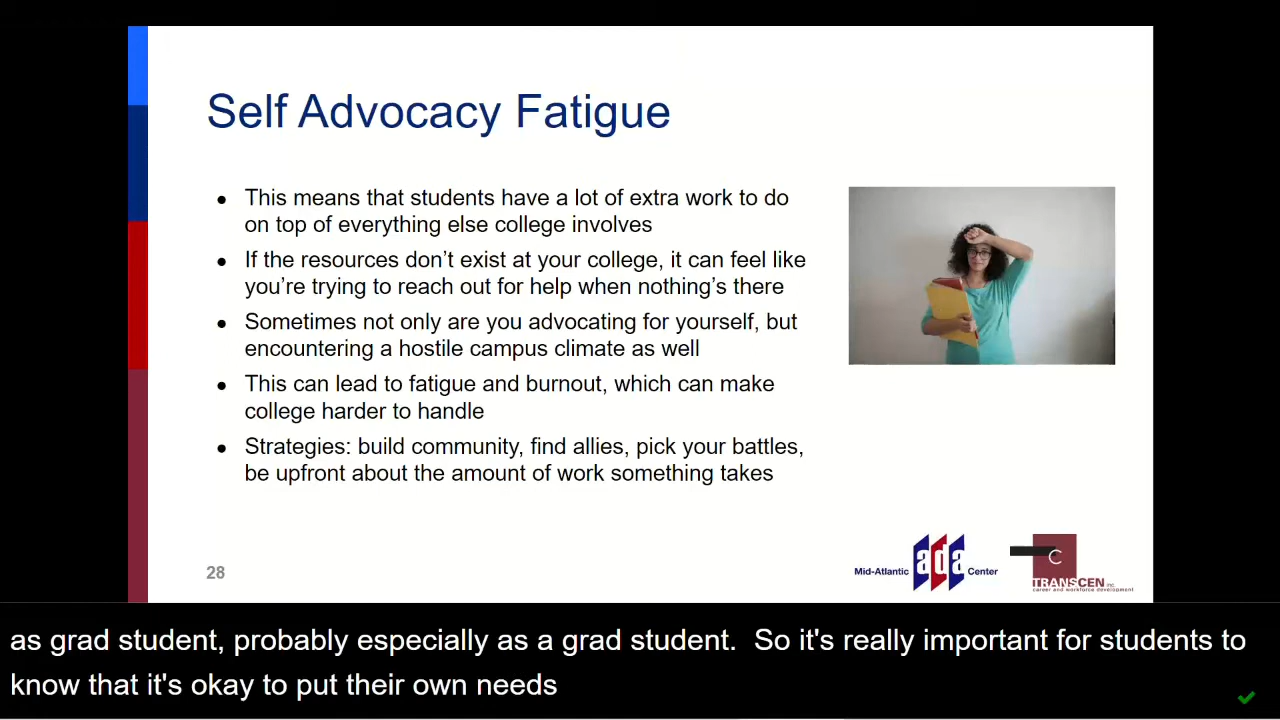 Self Advocacy Fatigue
● This means that students have a lot of extra work to do
on top of everything else college involves
● If the resources don’t exist at your college, it can feel like
you’re trying to reach out for help when nothing’s there
● Sometimes not only are you advocating for yourself, but
encountering a hostile campus climate as well
● This can lead to fatigue and burnout, which can make
college harder to handle
● Strategies: build community, find allies, pick your battles,
be upfront about the amount of work something takes
28
Mid-Atlantic ada Center
C
TRANSCEN inc.
career and workforce development
as grad student, probably especially as a grad student.  So it's really important for students to
know that it's okay to put their own needs